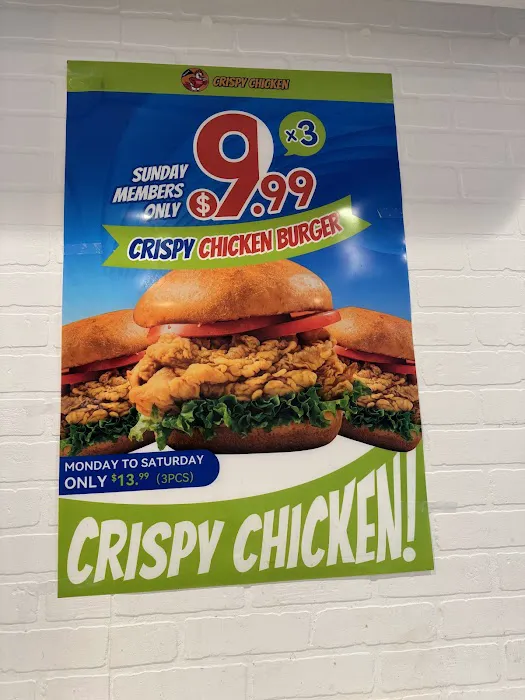 CRISPY CHICKEN
SUNDAY
MEMBERS
ONLY
$9.99
x3
CRISPY CHICKEN BURGER
MONDAY TO SATURDAY
ONLY $13.99 (3PCS)
CRISPY CHICKEN!